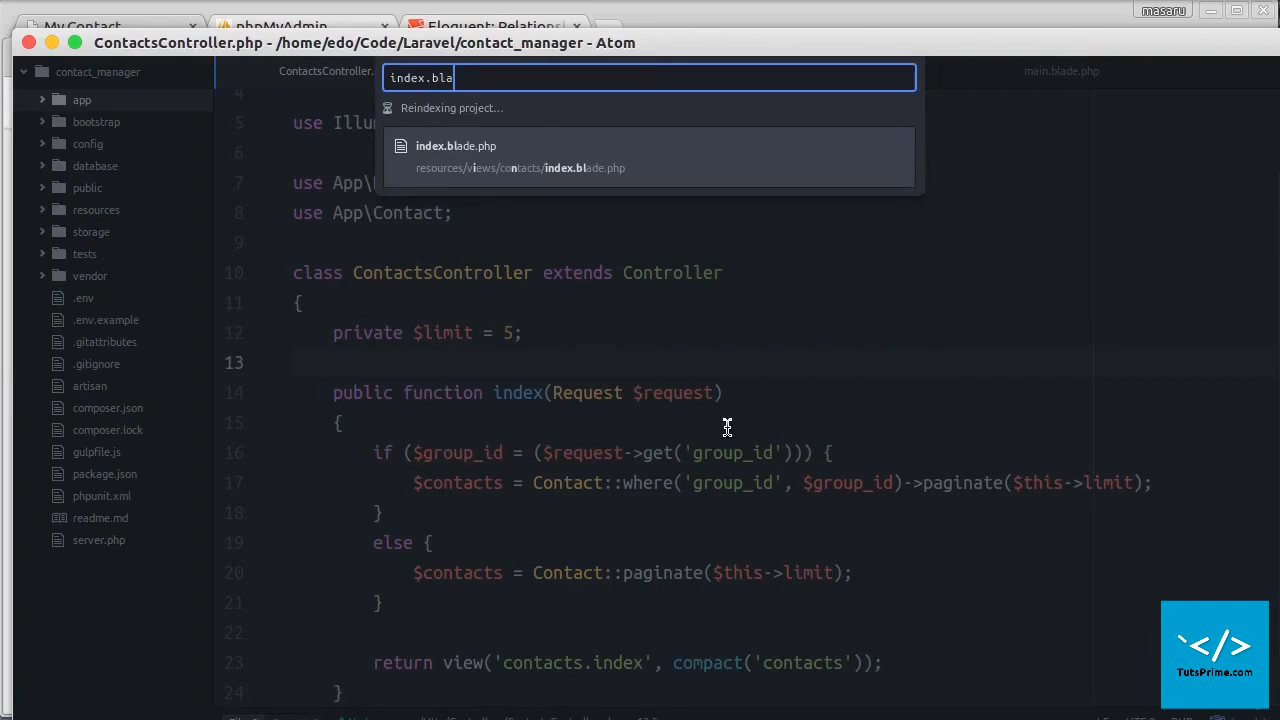 masaru
My Contact
phpMyAdmin
Eloquent: Relations
ContactsController.php - /home/edo/Code/Laravel/contact_manager - Atom
contact_manager
app
bootstrap
config
database
public
resources
storage
tests
vendor
.env
.env.example
.gitattributes
.gitignore
artisan
composer.json
composer.lock
gulpfile.js
package.json
phpunit.xml
readme.md
server.php
ContactsController.
main.blade.php
index.bla
Reindexing project...
index.blade.php
resources/views/contacts/index.blade.php
4
5 use Illum
6
7 use App\
8 use App\Contact;
9
10 class ContactsController extends Controller
11 {
12 private $limit = 5;
13
14 public function index(Request $request)
15 {
16 if ($group_id = ($request->get('group_id'))) {
17 $contacts = Contact::where('group_id', $group_id)->paginate($this->limit);
18 }
19 else {
20 $contacts = Contact::paginate($this->limit);
21 }
22
23 return view('contacts.index', compact('contacts'));
24 }
</>
TutsPrime.com